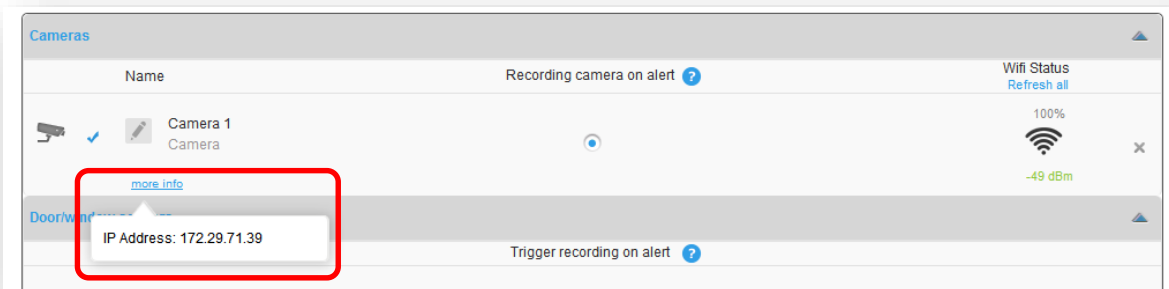 Cameras
Name Recording camera on alert ? Wifi Status
Refresh all
100%
Camera 1
Camera
-49 dBm
more info
IP Address: 172.29.71.39
Trigger recording on alert ?